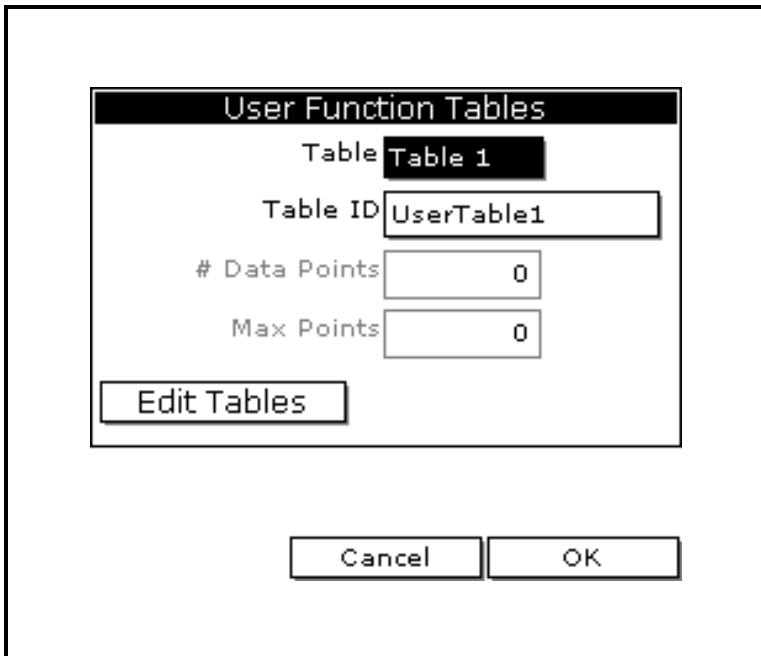 User Function Tables
Table Table 1
Table ID UserTable1
# Data Points 0
Max Points 0
Edit Tables
Cancel OK